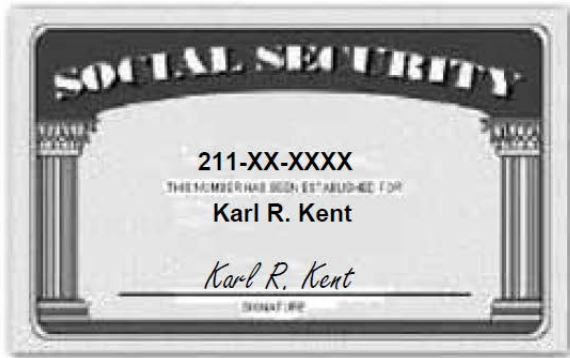 SOCIAL SECURITY
211-XX-XXXX
THIS NUMBER HAS BEEN ESTABLISHED FOR
Karl R. Kent
Karl R. Kent
SIGNATURE